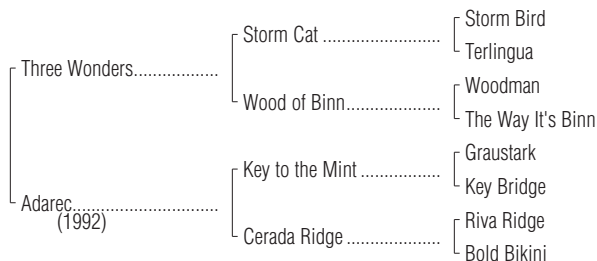 Storm Bird
Storm Cat ..........................
Terlingua
Three Wonders..................
Woodman
Wood of Binn.....................
The Way It's Binn
Graustark
Key to the Mint .................
Key Bridge
Adarec...............................
(1992)
Riva Ridge
Cerada Ridge ....................
Bold Bikini